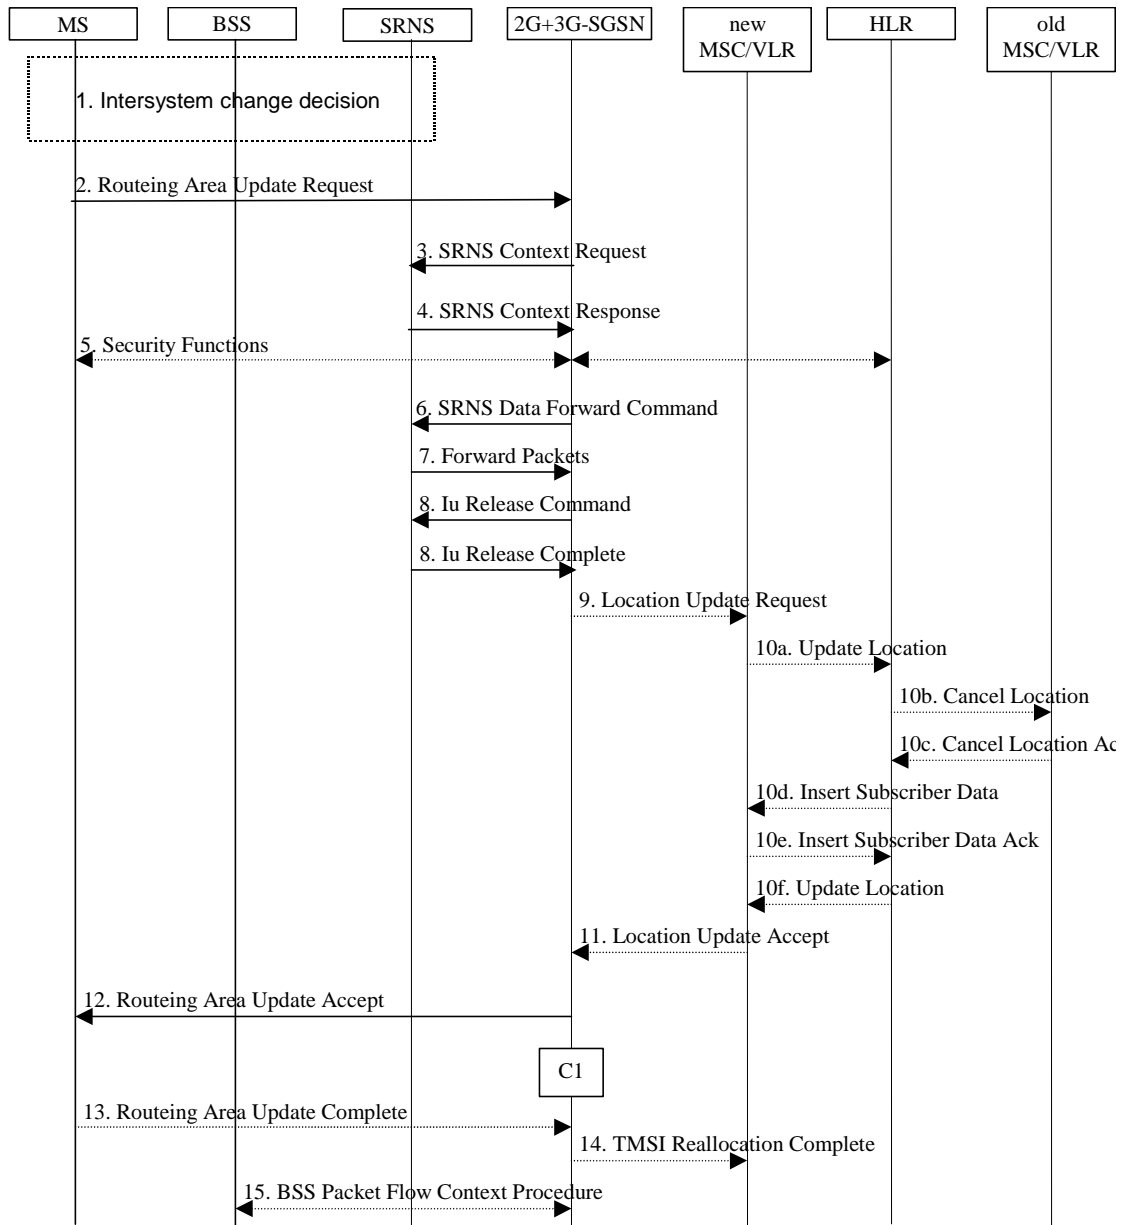 MS BSS SRNS 2G+3G-SGSN new HLR old
MSC/VLR MSC/VLR
1. Intersystem change decision
2. Routeing Area Update Request
3. SRNS Context Request
4. SRNS Context Response
5. Security Functions
6. SRNS Data Forward Command
7. Forward Packets
8. Iu Release Command
8. Iu Release Complete
9. Location Update Request
10a. Update Location
10b. Cancel Location
10c. Cancel Location Ac
10d. Insert Subscriber Data
10e. Insert Subscriber Data Ack
10f. Update Location
11. Location Update Accept
12. Routeing Area Update Accept
C1
13. Routeing Area Update Complete
14. TMSI Reallocation Complete
15. BSS Packet Flow Context Procedure